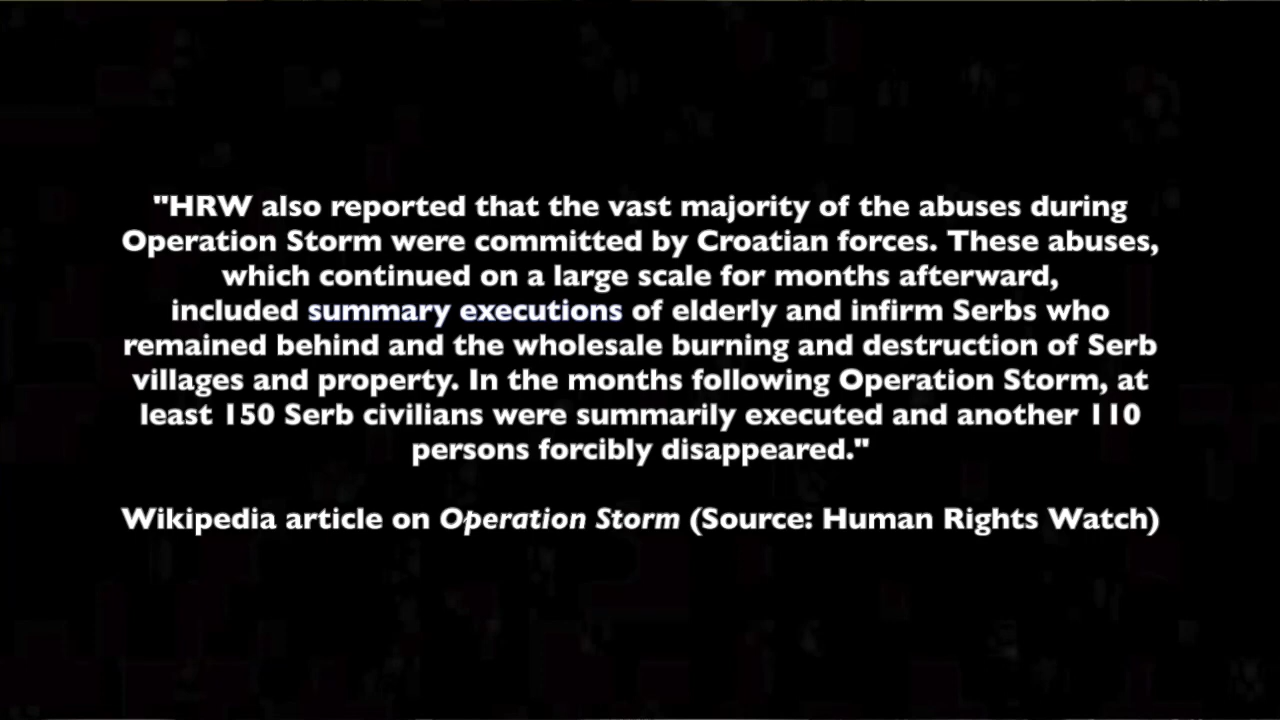 "HRW also reported that the vast majority of the abuses during
Operation Storm were committed by Croatian forces. These abuses,
which continued on a large scale for months afterward,
included summary executions of elderly and infirm Serbs who
remained behind and the wholesale burning and destruction of Serb
villages and property. In the months following Operation Storm, at
least 150 Serb civilians were summarily executed and another 110
persons forcibly disappeared."
Wikipedia article on Operation Storm (Source: Human Rights Watch)